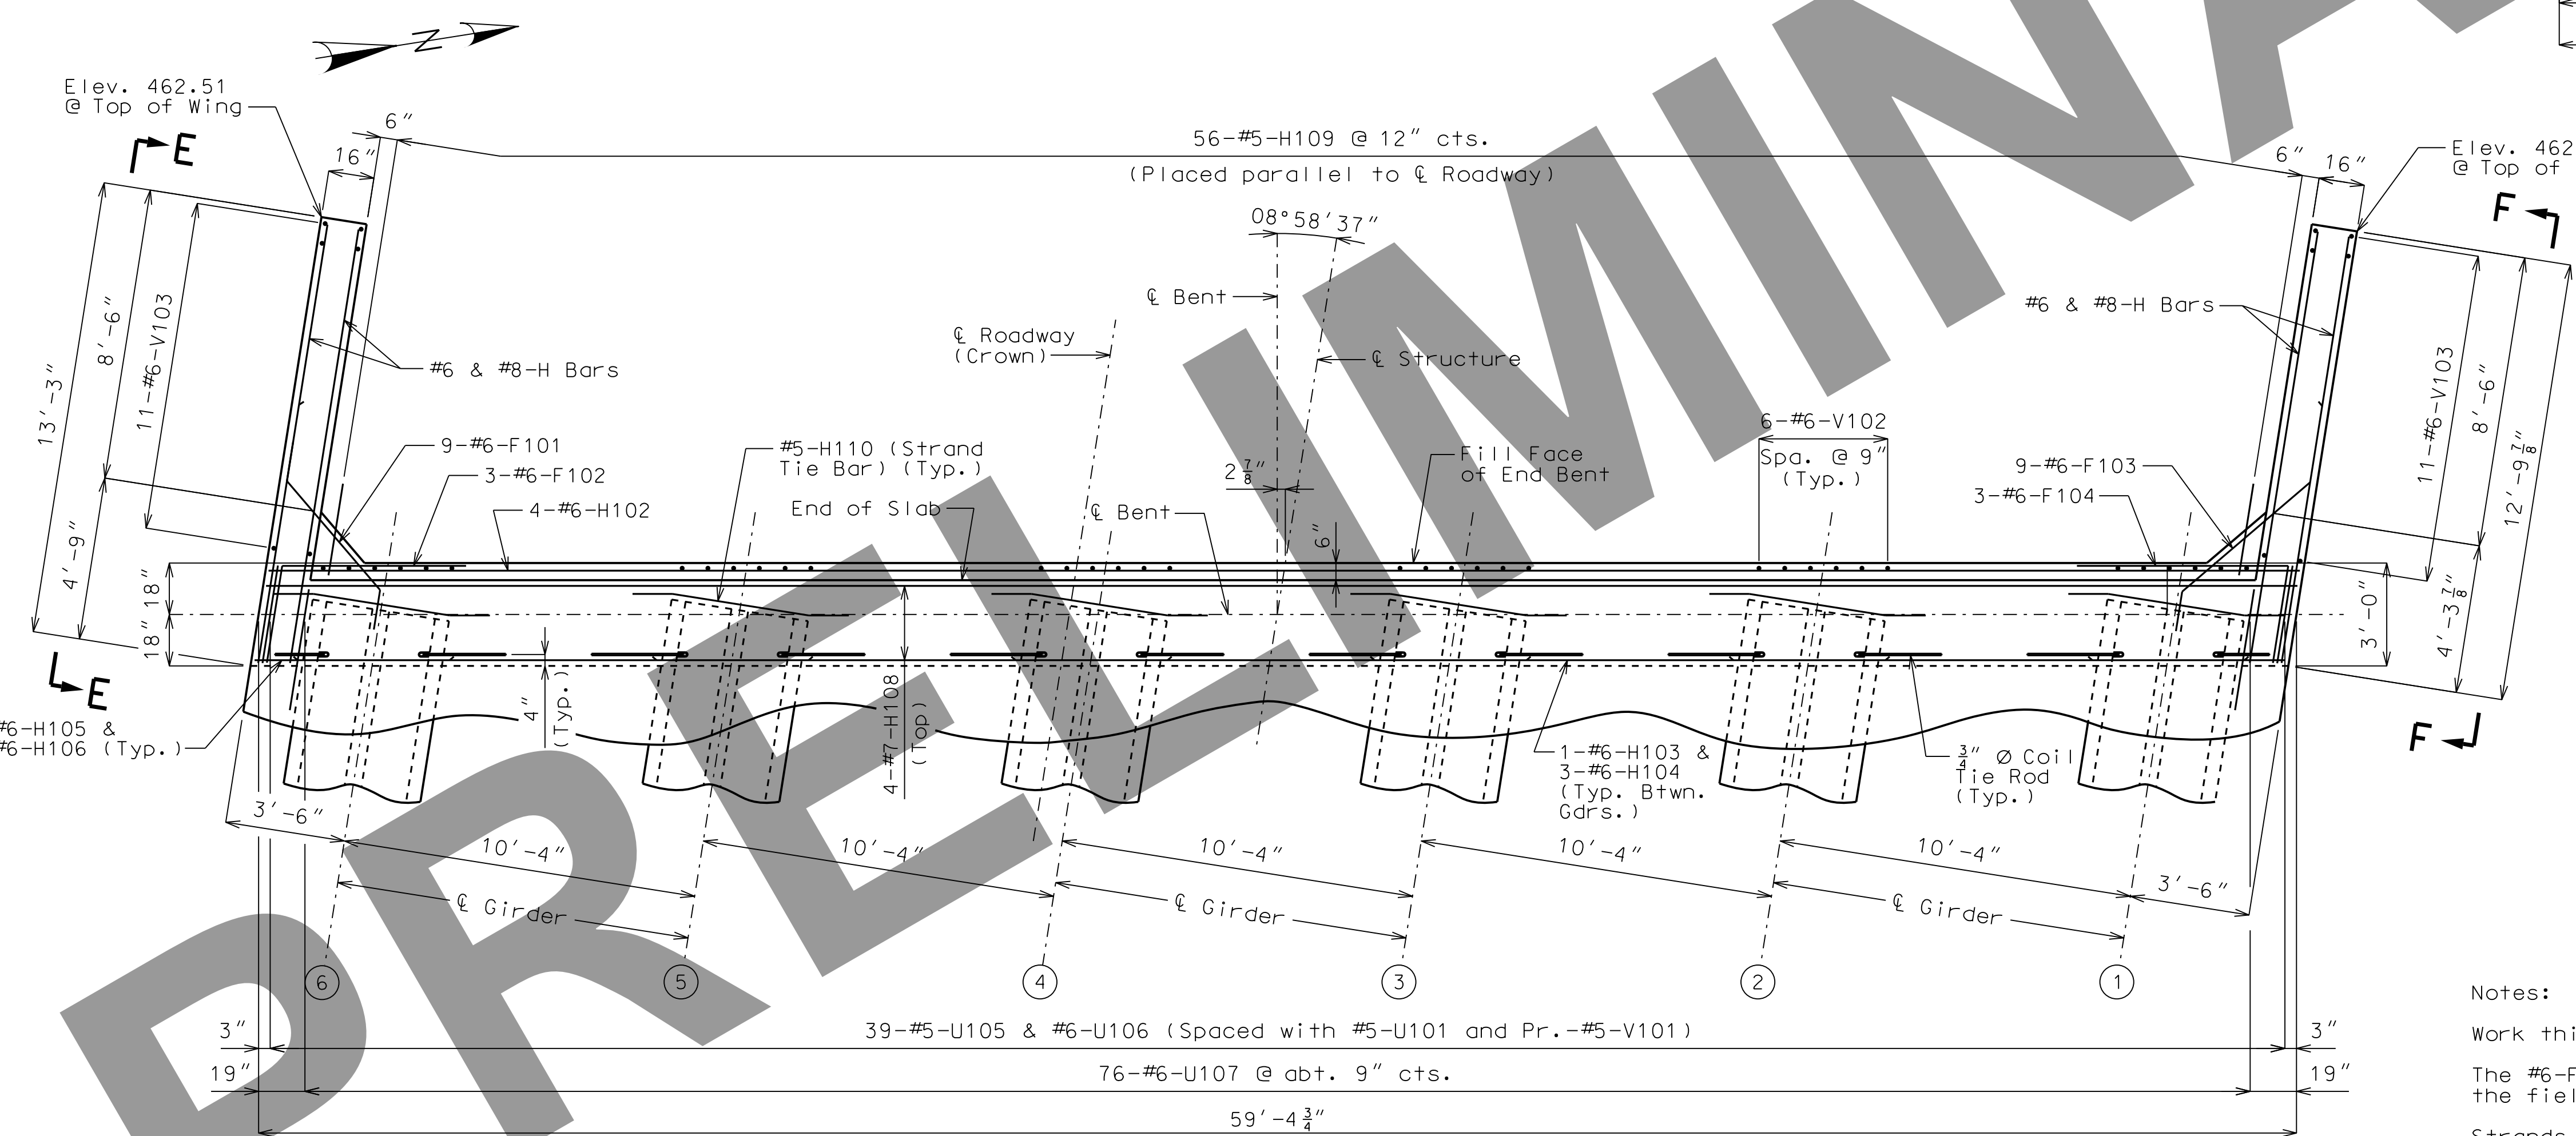 N
Elev. 462.51
@ Top of Wing
E
6"
16"
56-#5-H109 @ 12" cts.
(Placed parallel to ℄ Roadway)
6"
16"
Elev. 462
@ Top of
F
08°58'37"
℄ Bent
℄ Roadway
(Crown)
℄ Structure
#6 & #8-H Bars
#6 & #8-H Bars
13'-3"
8'-6"
11-#6-V103
4'-9"
9-#6-F101
3-#6-F102
4-#6-H102
#5-H110 (Strand
Tie Bar) (Typ.)
End of Slab
2 7/8"
℄ Bent
6"
Fill Face
of End Bent
6-#6-V102
Spa. @ 9"
(Typ.)
9-#6-F103
3-#6-F104
11-#6-V103
8'-6"
12'-9 7/8"
4'-3 7/8"
3'-0"
18"
18"
E
F
#6-H105 &
#6-H106 (Typ.)
4"
(Typ.)
4-#7-H108
(Top)
1-#6-H103 &
3-#6-H104
(Typ. Btwn.
Gdrs.)
3/4" Ø Coil
Tie Rod
(Typ.)
3'-6"
10'-4"
10'-4"
10'-4"
10'-4"
10'-4"
3'-6"
℄ Girder
℄ Girder
℄ Girder
6
5
4
3
2
1
3"
39-#5-U105 & #6-U106 (Spaced with #5-U101 and Pr.-#5-V101)
3"
19"
76-#6-U107 @ abt. 9" cts.
19"
59'-4 3/4"
Notes:
Work thi
The #6-F
the fiel
Strands
PRELIMINA